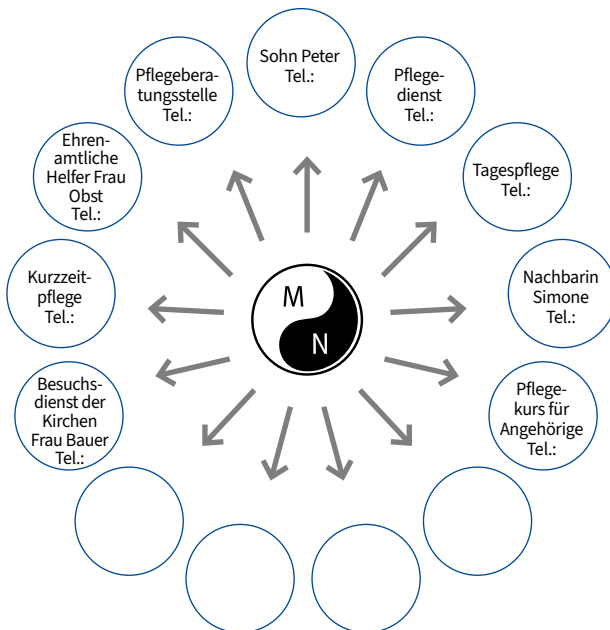 Sohn Peter
Tel.:
Pflege-
dienst
Tel.:
Tagespflege
Tel.:
Nachbarin
Simone
Tel.:
Pflege-
kurs für
Angehörige
Tel.:
Besuchs-
dienst der
Kirchen
Frau Bauer
Tel.:
Kurzzeit-
pflege
Tel.:
Ehren-
amtliche
Helfer Frau
Obst
Tel.:
Pflegebera-
tungsstelle
Tel.:
M
N